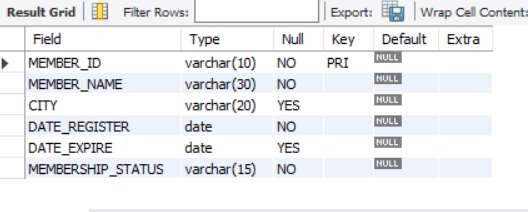 Result Grid Filter Rows: Export: Wrap Cell Content:
Field Type Null Key Default Extra
MEMBER_ID varchar(10) NO PRI NULL
MEMBER_NAME varchar(30) NO NULL
CITY varchar(20) YES NULL
DATE_REGISTER date NO NULL
DATE_EXPIRE date YES NULL
MEMBERSHIP_STATUS varchar(15) NO NULL